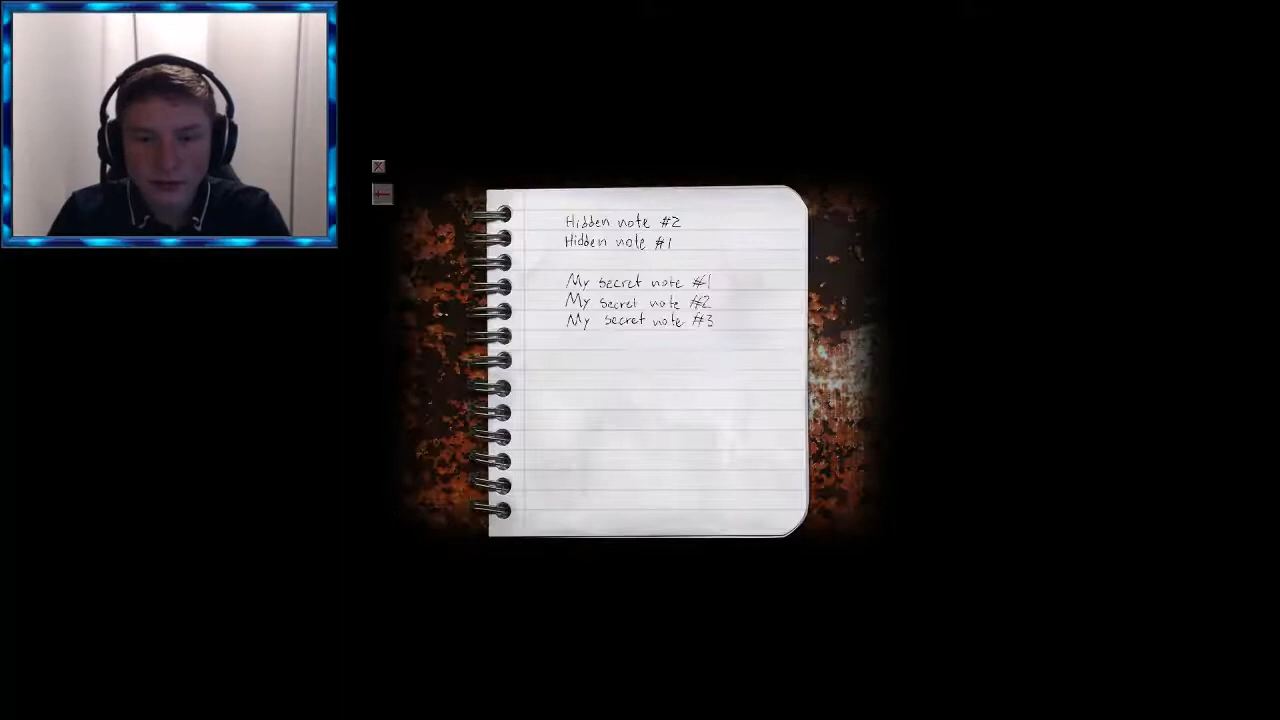 Hidden note #2
Hidden note #1
My secret note #1
My secret note #2
My secret note #3